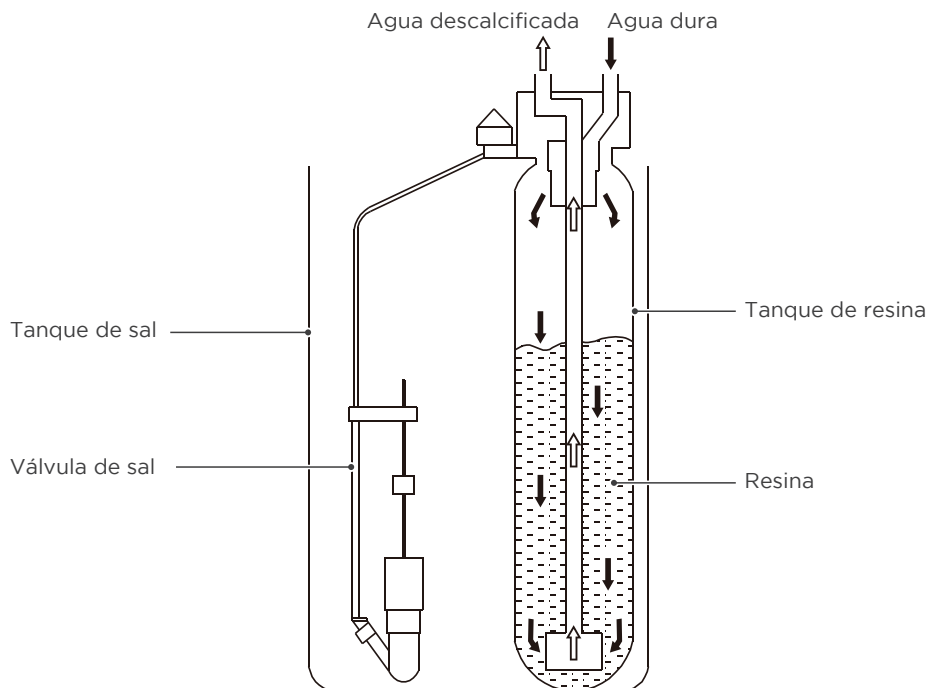 Agua descalcificada
Agua dura
Tanque de resina
Tanque de sal
Válvula de sal
Resina